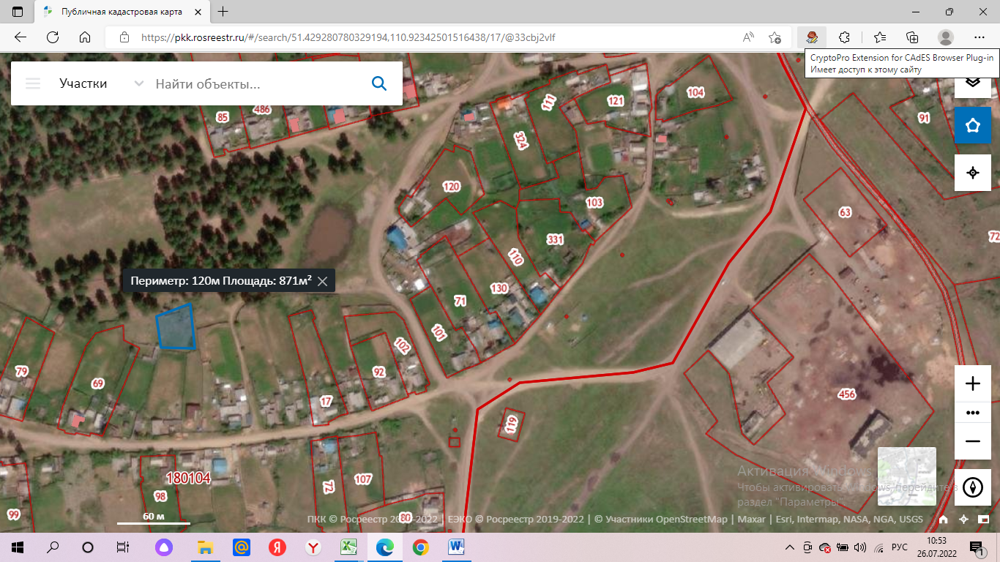 Публичная кадастровая карта
https://pkk.rosreestr.ru/#/search/51.429280780329194,110.92342501516438/17/@33cbj2vlf
CryptoPro Extension for CAdES Browser Plug-in
Имеет доступ к этому сайту
Участки
Найти объекты...
85
486
111
121
104
91
324
120
103
63
331
72
110
Периметр: 120м Площадь: 871м²
130
71
101
102
79
92
69
17
456
119
180104
72
107
98
99
80
60 м
Активация Windows
Чтобы активировать Windows, перейдите в
раздел "Параметры".
ПКК © Росреестр 2010-2022 | ЕЭКО © Росреестр 2019-2022 | © Участники OpenStreetMap | Maxar | Esri, Intermap, NASA, NGA, USGS
РУС
10:53
26.07.2022
1